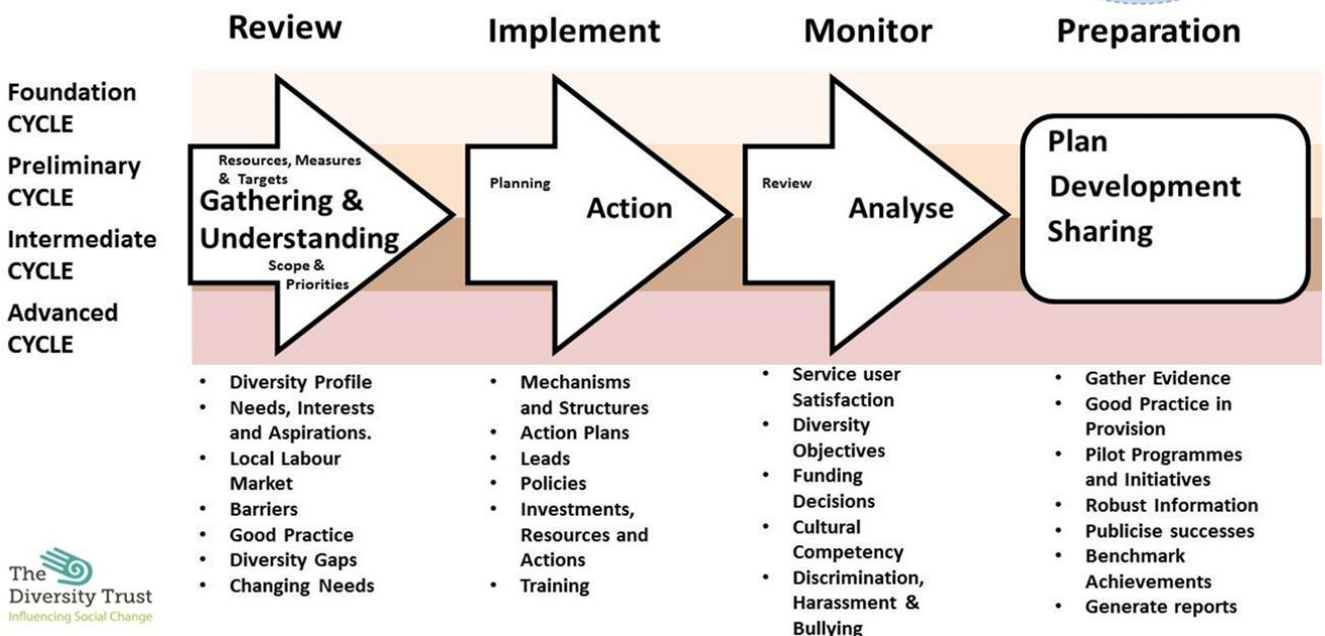 Review
Implement
Monitor
Preparation
Foundation
CYCLE
Preliminary
CYCLE
Intermediate
CYCLE
Advanced
CYCLE
Resources, Measures
& Targets
Gathering &
Understanding
Scope &
Priorities
Planning
Action
Review
Analyse
Plan
Development
Sharing
• Diversity Profile
• Needs, Interests
and Aspirations.
• Local Labour
Market
• Barriers
• Good Practice
• Diversity Gaps
• Changing Needs
• Mechanisms
and Structures
• Action Plans
• Leads
• Policies
• Investments,
Resources and
Actions
• Training
• Service user
Satisfaction
• Diversity
Objectives
• Funding
Decisions
• Cultural
Competency
• Discrimination,
Harassment &
Bullying
• Gather Evidence
• Good Practice in
Provision
• Pilot Programmes
and Initiatives
• Robust Information
• Publicise successes
• Benchmark
Achievements
• Generate reports
The
Diversity Trust
Influencing Social Change